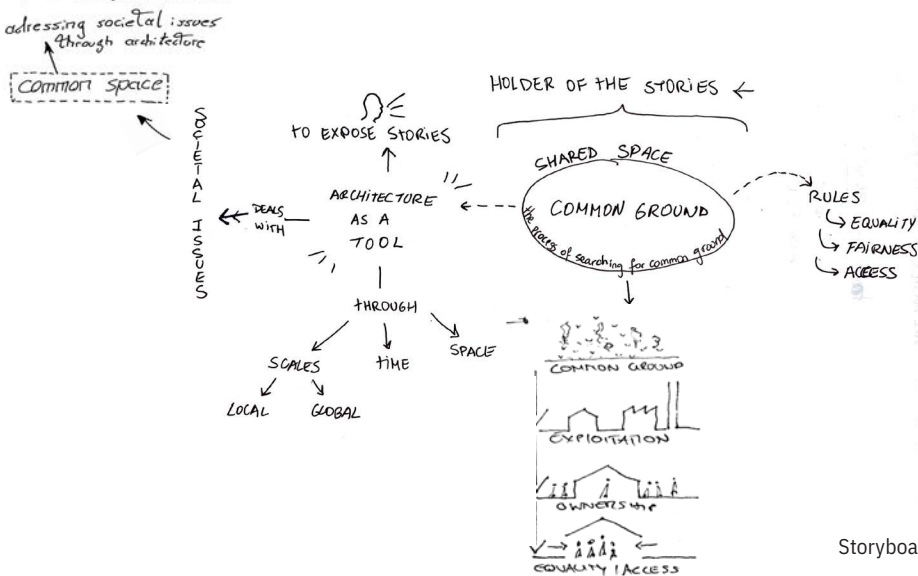 adressing societal issues
through architecture
common space
SOCIETAL ISSUES
DEALS
WITH
TO EXPOSE STORIES
ARCHITECTURE
AS A
TOOL
THROUGH
SCALES
TIME
SPACE
LOCAL
GLOBAL
HOLDER OF THE STORIES
SHARED SPACE
COMMON GROUND
the process of searching for common ground
RULES
EQUALITY
FAIRNESS
ACCESS
COMMON GROUND
EXPLOITATION
OWNERSHIP
EQUALITY | ACCESS
Storyboa